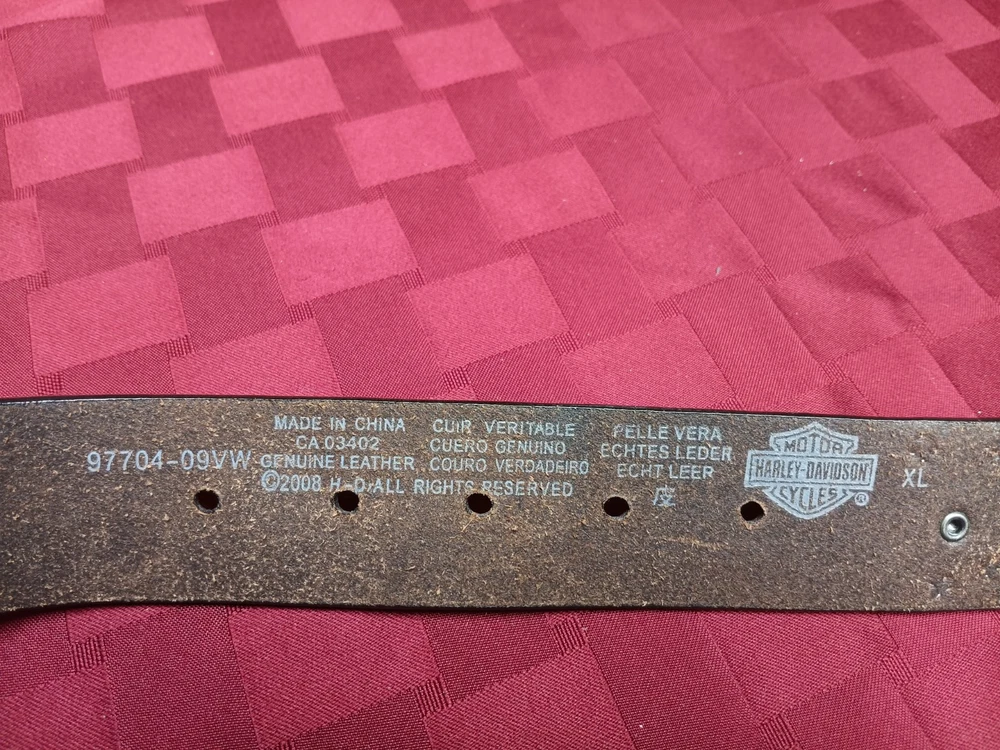 97704-09VW
MADE IN CHINA
CA 03402
GENUINE LEATHER
CUIR VERITABLE
CUERO GENUINO
COURO VERDADEIRO
©2008 H-D, ALL RIGHTS RESERVED
PELLE VERA
ECHTES LEDER
ECHT LEER
MOTOR
HARLEY-DAVIDSON
CYCLES
®
XL